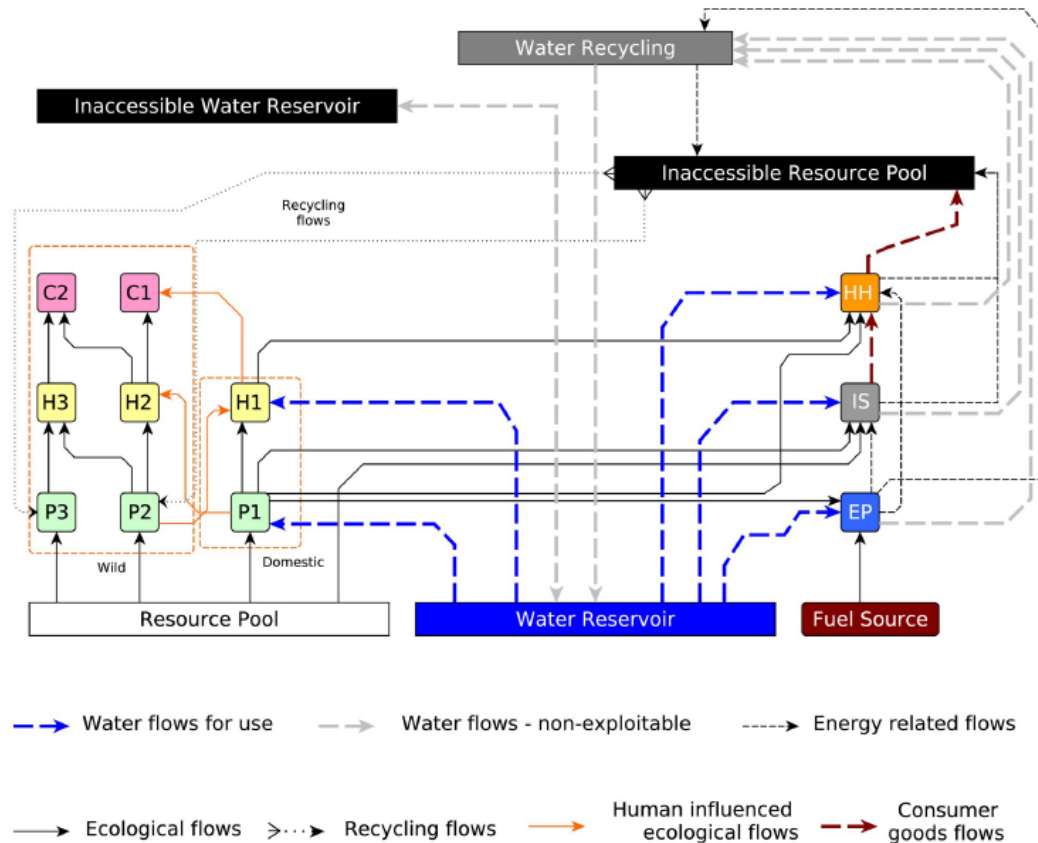 Water Recycling
Inaccessible Water Reservoir
Inaccessible Resource Pool
Recycling
flows
C2
C1
HH
H3
H2
H1
IS
P3
P2
P1
EP
Wild
Domestic
Resource Pool
Water Reservoir
Fuel Source
Water flows for use
Water flows - non-exploitable
Energy related flows
Ecological flows
Recycling flows
Human influenced
ecological flows
Consumer
goods flows